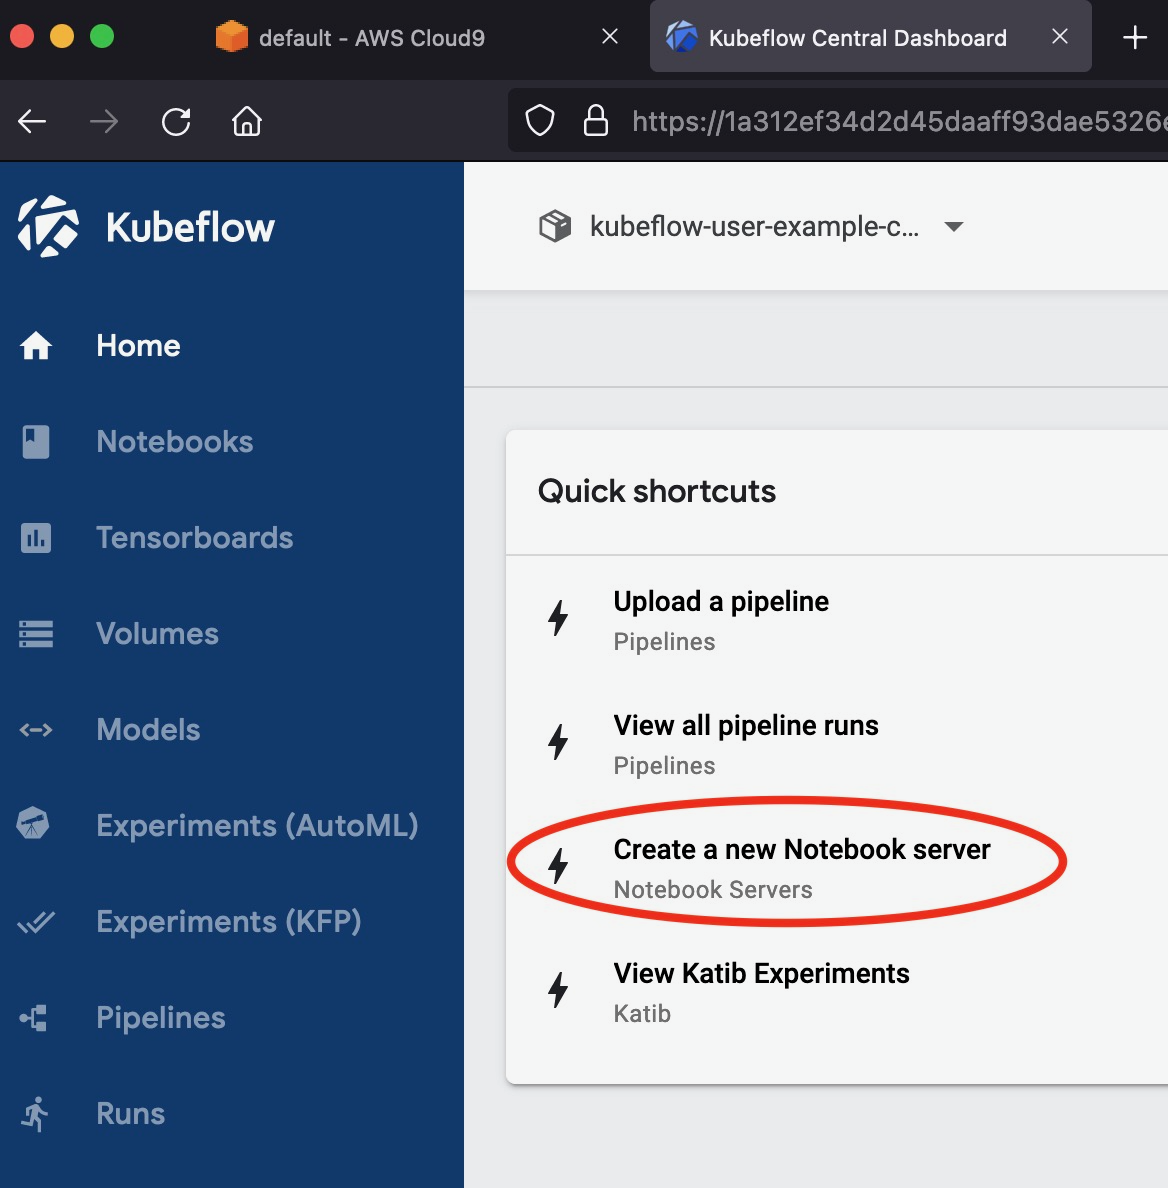 default - AWS Cloud9
Kubeflow Central Dashboard
https://1a312ef34d2d45daaff93dae5326
Kubeflow
kubeflow-user-example-c...
Home
Notebooks
Tensorboards
Volumes
Models
Experiments (AutoML)
Experiments (KFP)
Pipelines
Runs
Quick shortcuts
Upload a pipeline
Pipelines
View all pipeline runs
Pipelines
Create a new Notebook server
Notebook Servers
View Katib Experiments
Katib